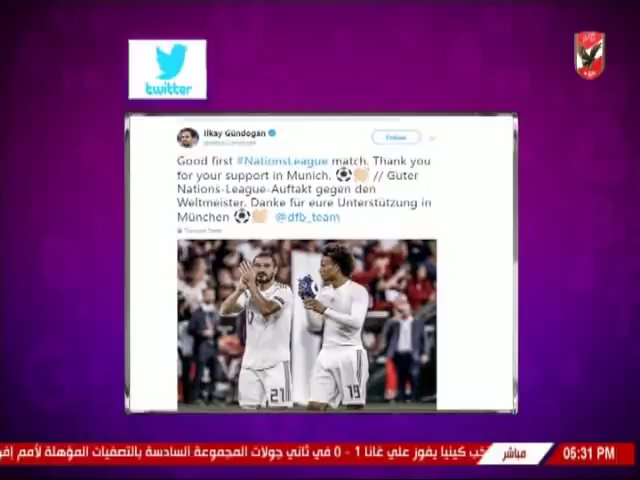 twitter
Ilkay Gündogan
Follow
Good first #NationsLeague match. Thank you
for your support in Munich. ⚽👏🏼 // Guter
Nations-League-Auftakt gegen den
Weltmeister. Danke für eure Unterstützung in
München ⚽👏🏼 @dfb_team
21
19
خب كينيا يفوز علي غانا 1 - 0 في ثاني جولات المجموعة السادسة بالتصفيات المؤهلة لأمم إفر
مباشر
06:31 PM